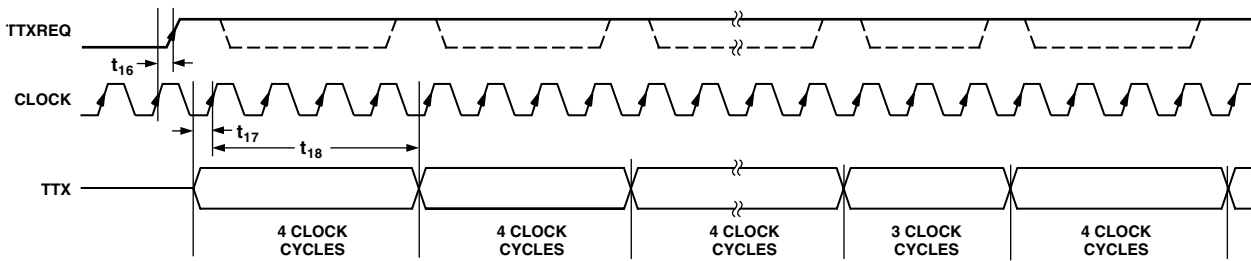 TTXREQ
t16
CLOCK
t17
t18
TTX
4 CLOCK
CYCLES
4 CLOCK
CYCLES
4 CLOCK
CYCLES
3 CLOCK
CYCLES
4 CLOCK
CYCLES